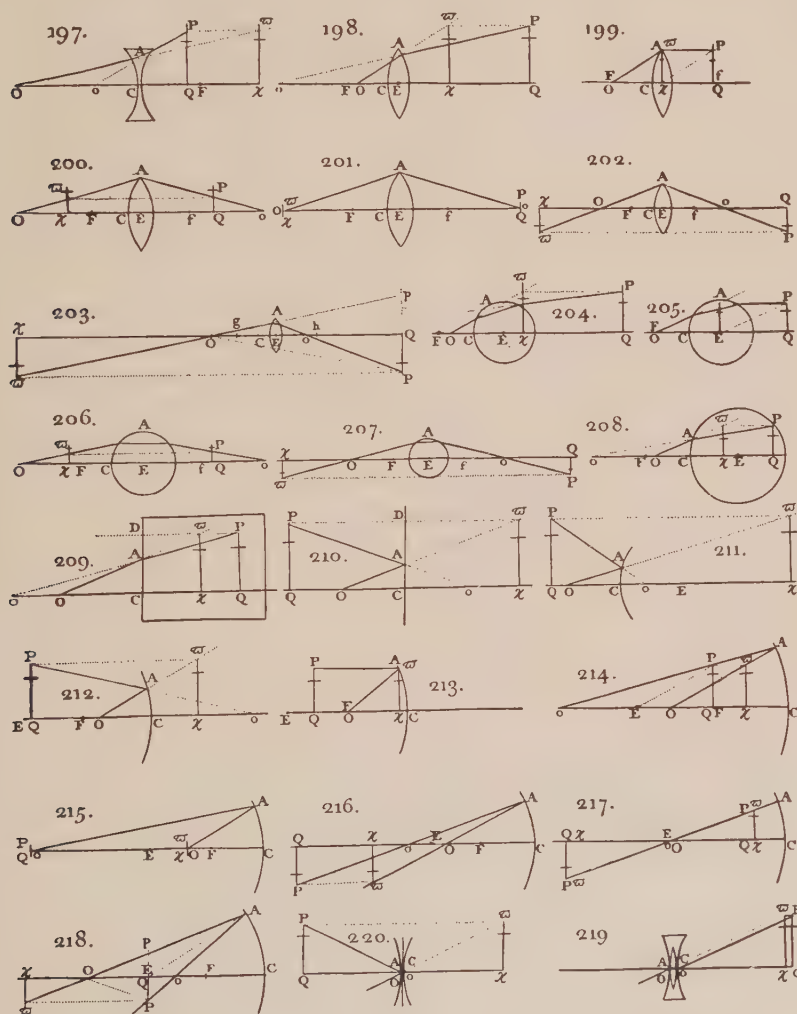 197.
A
P
ϖ
O
o
C
Q
F
χ
198.
A
ϖ
P
o
F
O
C
E
χ
Q
199.
A
ϖ
P
F
O
C
χ
f
Q
200.
A
ϖ
P
O
χ
F
C
E
f
Q
o
201.
A
O
ϖ
χ
F
C
E
f
P
o
Q
202.
A
χ
O
F
C
E
f
o
Q
ϖ
P
203.
χ
g
A
h
P
O
C
E
o
Q
ϖ
P
204.
A
ϖ
P
F
O
C
E
χ
Q
205.
A
P
F
O
C
E
Q
206.
A
ϖ
P
O
χ
F
C
E
f
Q
o
207.
A
χ
O
F
E
f
o
Q
ϖ
P
208.
A
ϖ
P
o
F
O
C
χ
E
Q
209.
D
ϖ
P
A
o
O
C
χ
Q
210.
P
D
ϖ
A
Q
O
C
o
χ
211.
P
ϖ
A
Q
O
C
o
E
χ
212.
P
ϖ
A
E
Q
F
O
C
χ
o
213.
P
A
ϖ
E
Q
F
O
χ
C
214.
P
ϖ
A
o
E
O
Q
F
χ
C
215.
P
Q
o
E
ϖ
χ
O
F
A
C
216.
Q
χ
E
A
o
O
F
C
P
ϖ
217.
Q
χ
E
P
ϖ
A
o
O
Q
χ
C
P
ϖ
218.
P
A
χ
O
E
Q
o
F
C
ϖ
P
220.
P
ϖ
A
C
Q
O
o
χ
219
ϖ
P
A
C
O
o
χ
Q